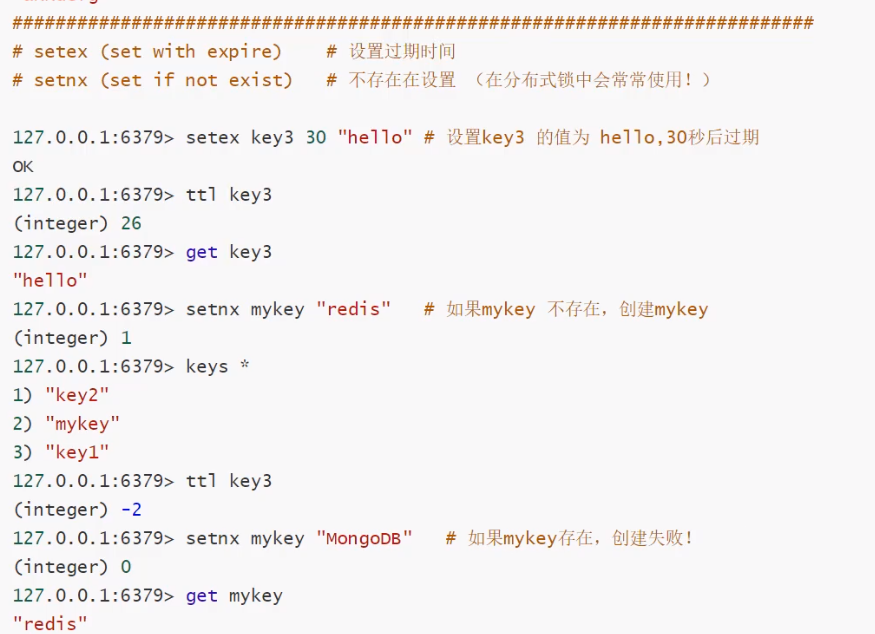 ##########################################################################
# setex (set with expire)    # 设置过期时间
# setnx (set if not exist)   # 不存在在设置 （在分布式锁中会常常使用！）
127.0.0.1:6379> setex key3 30 "hello" # 设置key3 的值为 hello,30秒后过期
OK
127.0.0.1:6379> ttl key3
(integer) 26
127.0.0.1:6379> get key3
"hello"
127.0.0.1:6379> setnx mykey "redis"   # 如果mykey 不存在，创建mykey
(integer) 1
127.0.0.1:6379> keys *
1) "key2"
2) "mykey"
3) "key1"
127.0.0.1:6379> ttl key3
(integer) -2
127.0.0.1:6379> setnx mykey "MongoDB"   # 如果mykey存在，创建失败！
(integer) 0
127.0.0.1:6379> get mykey
"redis"